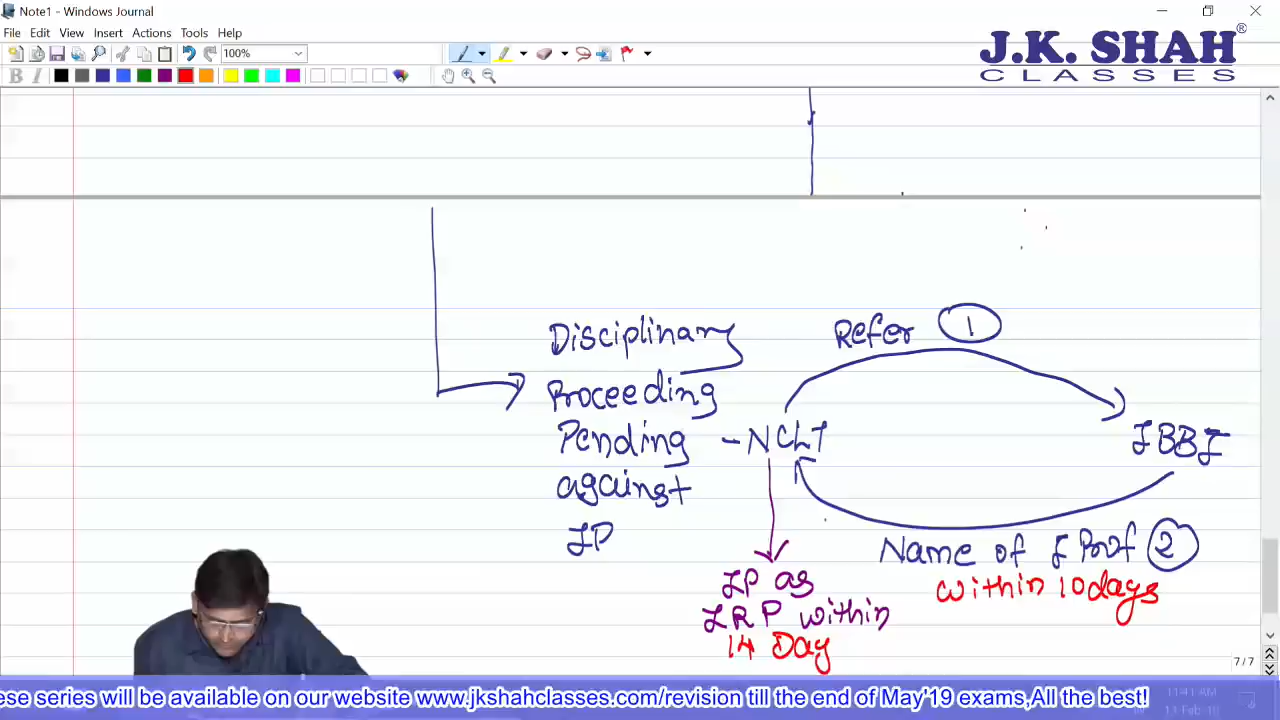 Note1 - Windows Journal
File Edit View Insert Actions Tools Help
100%
J.K. SHAH ®
CLASSES
Disciplinary
Proceeding
Pending
against
IP
Refer 1
- NCLT
IBBI
Name of I Prof 2
within 10 days
IP as
IRP within
14 Day
7/7
ese series will be available on our website www.jkshahclasses.com/revision till the end of May'19 exams,All the best!
11:41 AM